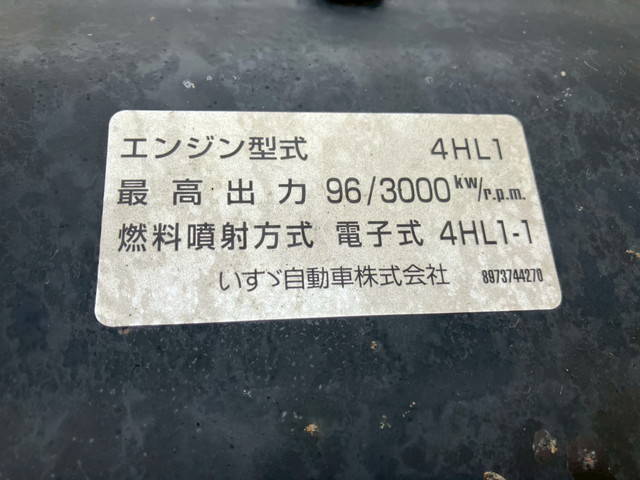 エンジン型式 4HL1
最高出力 96/3000 kw/r.p.m.
燃料噴射方式 電子式 4HL1-1
いすゞ自動車株式会社 8973744270